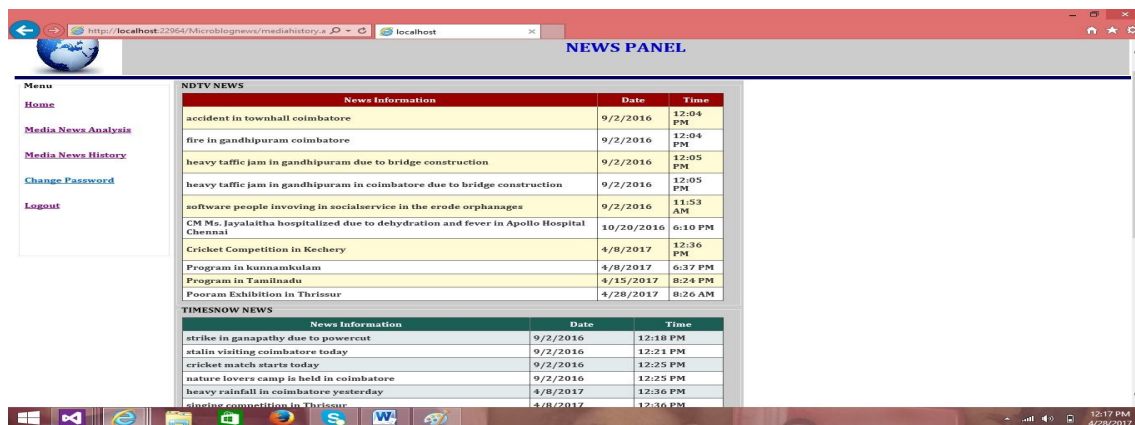 http://localhost:22964/Microblognews/mediahistory.a
localhost
NEWS PANEL
Menu
Home
Media News Analysis
Media News History
Change Password
Logout
NDTV NEWS
News Information Date Time
accident in townhall coimbatore 9/2/2016 12:04 PM
fire in gandhipuram coimbatore 9/2/2016 12:04 PM
heavy taffic jam in gandhipuram due to bridge construction 9/2/2016 12:05 PM
heavy taffic jam in gandhipuram in coimbatore due to bridge construction 9/2/2016 12:05 PM
software people invoving in socialservice in the erode orphanages 9/2/2016 11:53 AM
CM Ms. Jayalaitha hospitalized due to dehydration and fever in Apollo Hospital
Chennai 10/20/2016 6:10 PM
Cricket Competition in Kechery 4/8/2017 12:36 PM
Program in kunnamkulam 4/8/2017 6:37 PM
Program in Tamilnadu 4/15/2017 8:24 PM
Pooram Exhibition in Thrissur 4/28/2017 8:26 AM
TIMESNOW NEWS
News Information Date Time
strike in ganapathy due to powercut 9/2/2016 12:18 PM
stalin visiting coimbatore today 9/2/2016 12:21 PM
cricket match starts today 9/2/2016 12:25 PM
nature lovers camp is held in coimbatore 9/2/2016 12:25 PM
heavy rainfall in coimbatore yesterday 4/8/2017 12:36 PM
singing competition in Thrissur 4/8/2017 12:36 PM
12:17 PM
4/28/2017